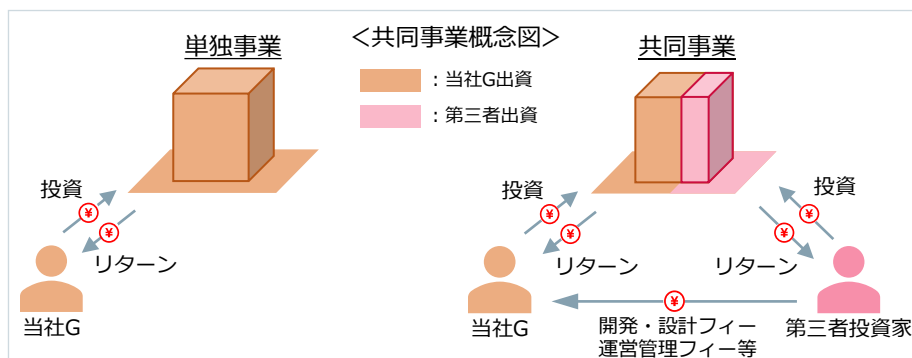 単独事業
<共同事業概念図>
：当社G出資
：第三者出資
共同事業
投資
¥
¥
リターン
当社G
投資
¥
¥
リターン
当社G
投資
¥
¥
リターン
第三者投資家
¥
開発・設計フィー
運営管理フィー等